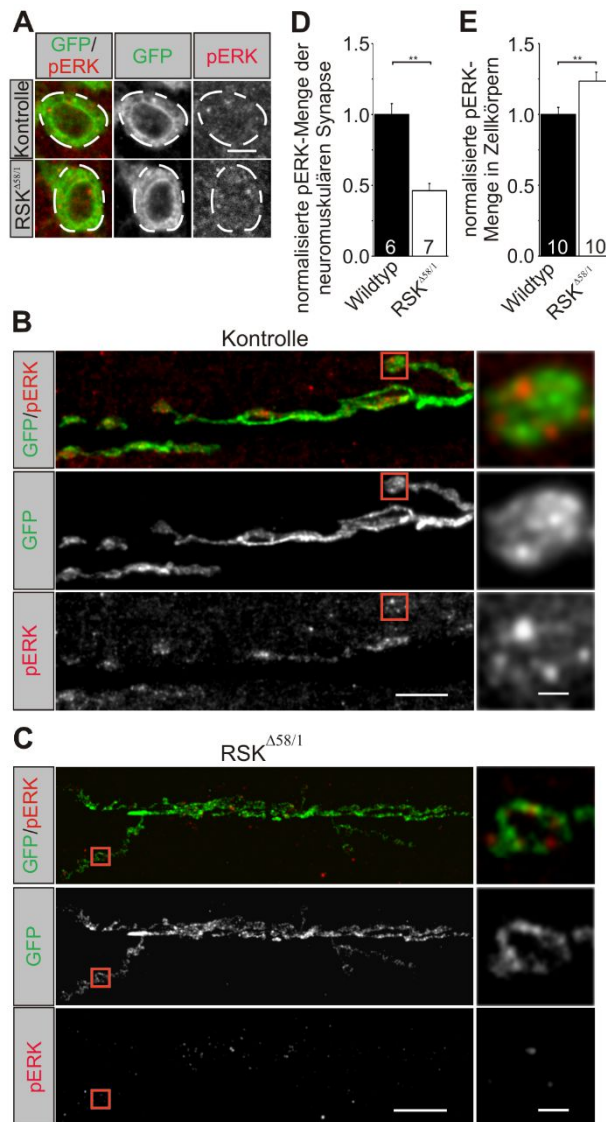 A
GFP/
pERK
GFP
pERK
Kontrolle
RSK^Δ58/1
D
normalisierte pERK-Menge der
neuromuskulären Synapse
1.5
1.0
0.5
0.0
**
6
7
Wildtyp
RSK^Δ58/1
E
normalisierte pERK-
Menge in Zellkörpern
1.5
1.0
0.5
0.0
**
10
10
Wildtyp
RSK^Δ58/1
B
Kontrolle
GFP/pERK
GFP
pERK
C
RSK^Δ58/1
GFP/pERK
GFP
pERK